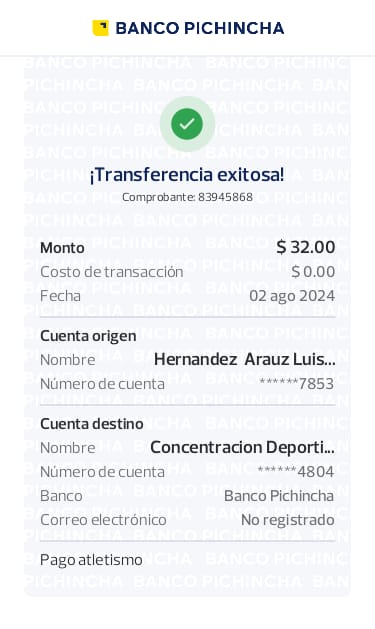 BANCO PICHINCHA
¡Transferencia exitosa!
Comprobante: 83945868
Monto $ 32.00
Costo de transacción $ 0.00
Fecha 02 ago 2024
Cuenta origen
Nombre Hernandez Arauz Luis...
Número de cuenta ******7853
Cuenta destino
Nombre Concentracion Deporti...
Número de cuenta ******4804
Banco Banco Pichincha
Correo electrónico No registrado
Pago atletismo